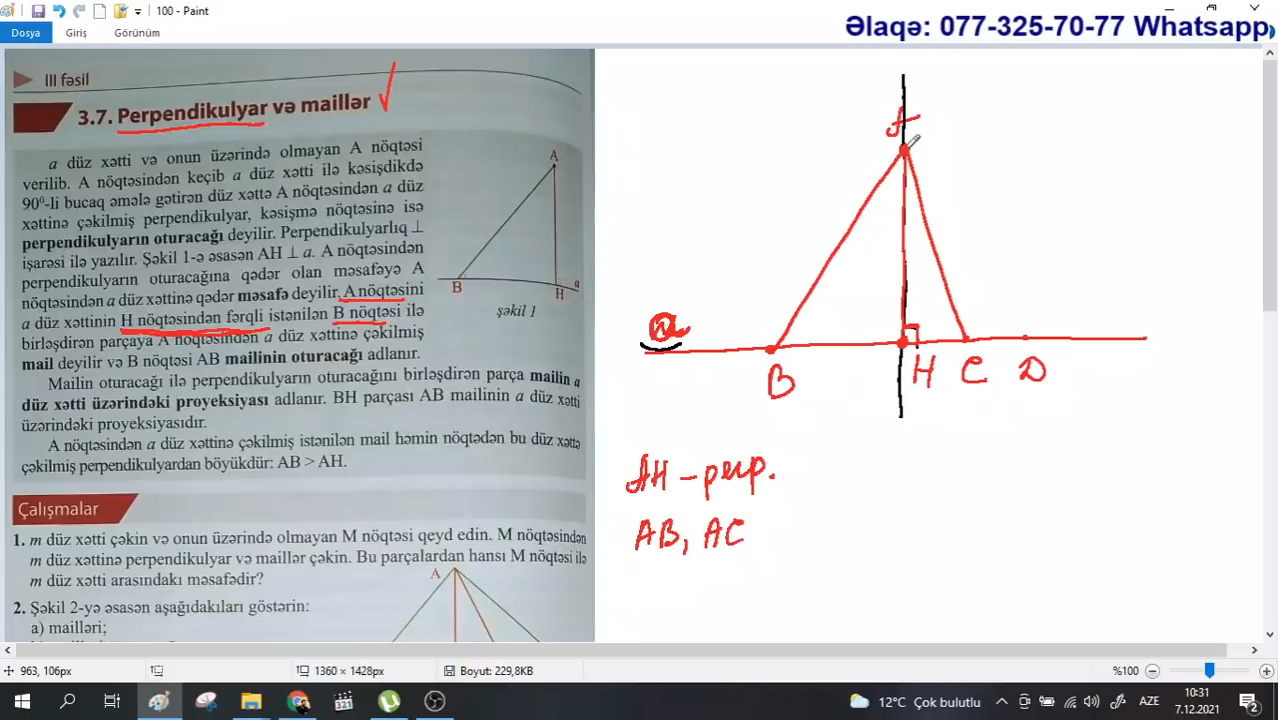 100 - Paint
Əlaqə: 077-325-70-77 Whatsapp
Dosya Giriş Görünüm
III fəsil
3.7. Perpendikulyar və maillər
a düz xətti və onun üzərində olmayan A nöqtəsi
verilib. A nöqtəsindən keçib a düz xətti ilə kəsişdikdə
90⁰-li bucaq əmələ gətirən düz xəttə A nöqtəsindən a düz
xəttinə çəkilmiş perpendikulyar, kəsişmə nöqtəsinə isə
perpendikulyarın oturacağı deyilir. Perpendikulyarlıq ⊥
işarəsi ilə yazılır. Şəkil 1-ə əsasən AH ⊥ a. A nöqtəsindən
perpendikulyarın oturacağına qədər olan məsafəyə A
nöqtəsindən a düz xəttinə qədər məsafə deyilir. A nöqtəsini
a düz xəttinin H nöqtəsindən fərqli istənilən B nöqtəsi ilə
birləşdirən parçaya A nöqtəsindən a düz xəttinə çəkilmiş
mail deyilir və B nöqtəsi AB mailinin oturacağı adlanır.
Mailin oturacağı ilə perpendikulyarın oturacağını birləşdirən parça mailin a
düz xətti üzərindəki proyeksiyası adlanır. BH parçası AB mailinin a düz xətti
üzərindəki proyeksiyasıdır.
A nöqtəsindən a düz xəttinə çəkilmiş istənilən mail həmin nöqtədən bu düz xəttə
çəkilmiş perpendikulyardan böyükdür: AB > AH.
A
B
H
a
şəkil 1
Çalışmalar
1. m düz xətti çəkin və onun üzərində olmayan M nöqtəsi qeyd edin. M nöqtəsindən
m düz xəttinə perpendikulyar və maillər çəkin. Bu parçalardan hansı M nöqtəsi ilə
m düz xətti arasındakı məsafədir?
2. Şəkil 2-yə əsasən aşağıdakıları göstərin:
a) mailləri;
A
A
B H C D
AH - perp.
AB, AC
963, 106px
1360 × 1428px
Boyut: 229,8KB
%100
12°C Çok bulutlu
AZE
10:31
7.12.2021
2